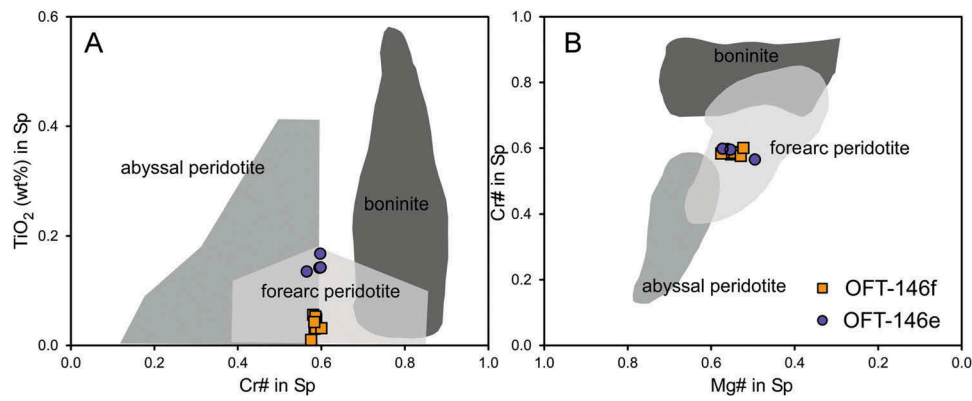 A
TiO2 (wt%) in Sp
0.6
0.4
0.2
0.0
0.0
0.2
0.4
0.6
0.8
1.0
Cr# in Sp
abyssal peridotite
boninite
forearc peridotite
B
Cr# in Sp
1.0
0.8
0.6
0.4
0.2
0.0
1.0
0.8
0.6
0.4
0.2
0.0
Mg# in Sp
boninite
forearc peridotite
abyssal peridotite
OFT-146f
OFT-146e